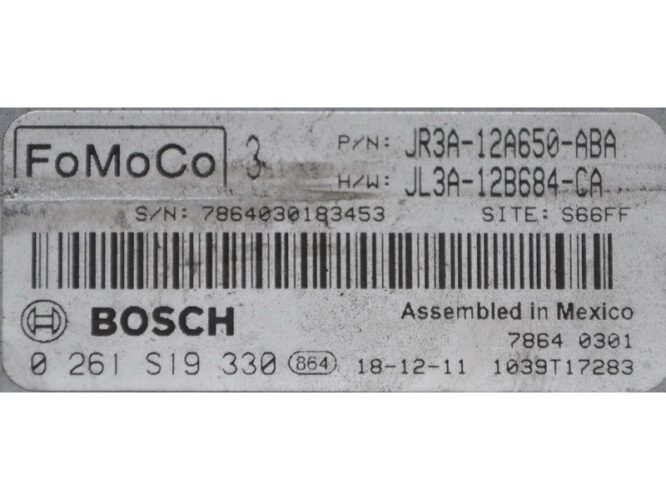 FoMoCo 3 P/N: JR3A-12A650-ABA
H/W: JL3A-12B684-CA
S/N: 7864030183453 SITE: S66FF
BOSCH Assembled in Mexico
7864 0301
0 261 S19 330 864 18-12-11 1039T17283